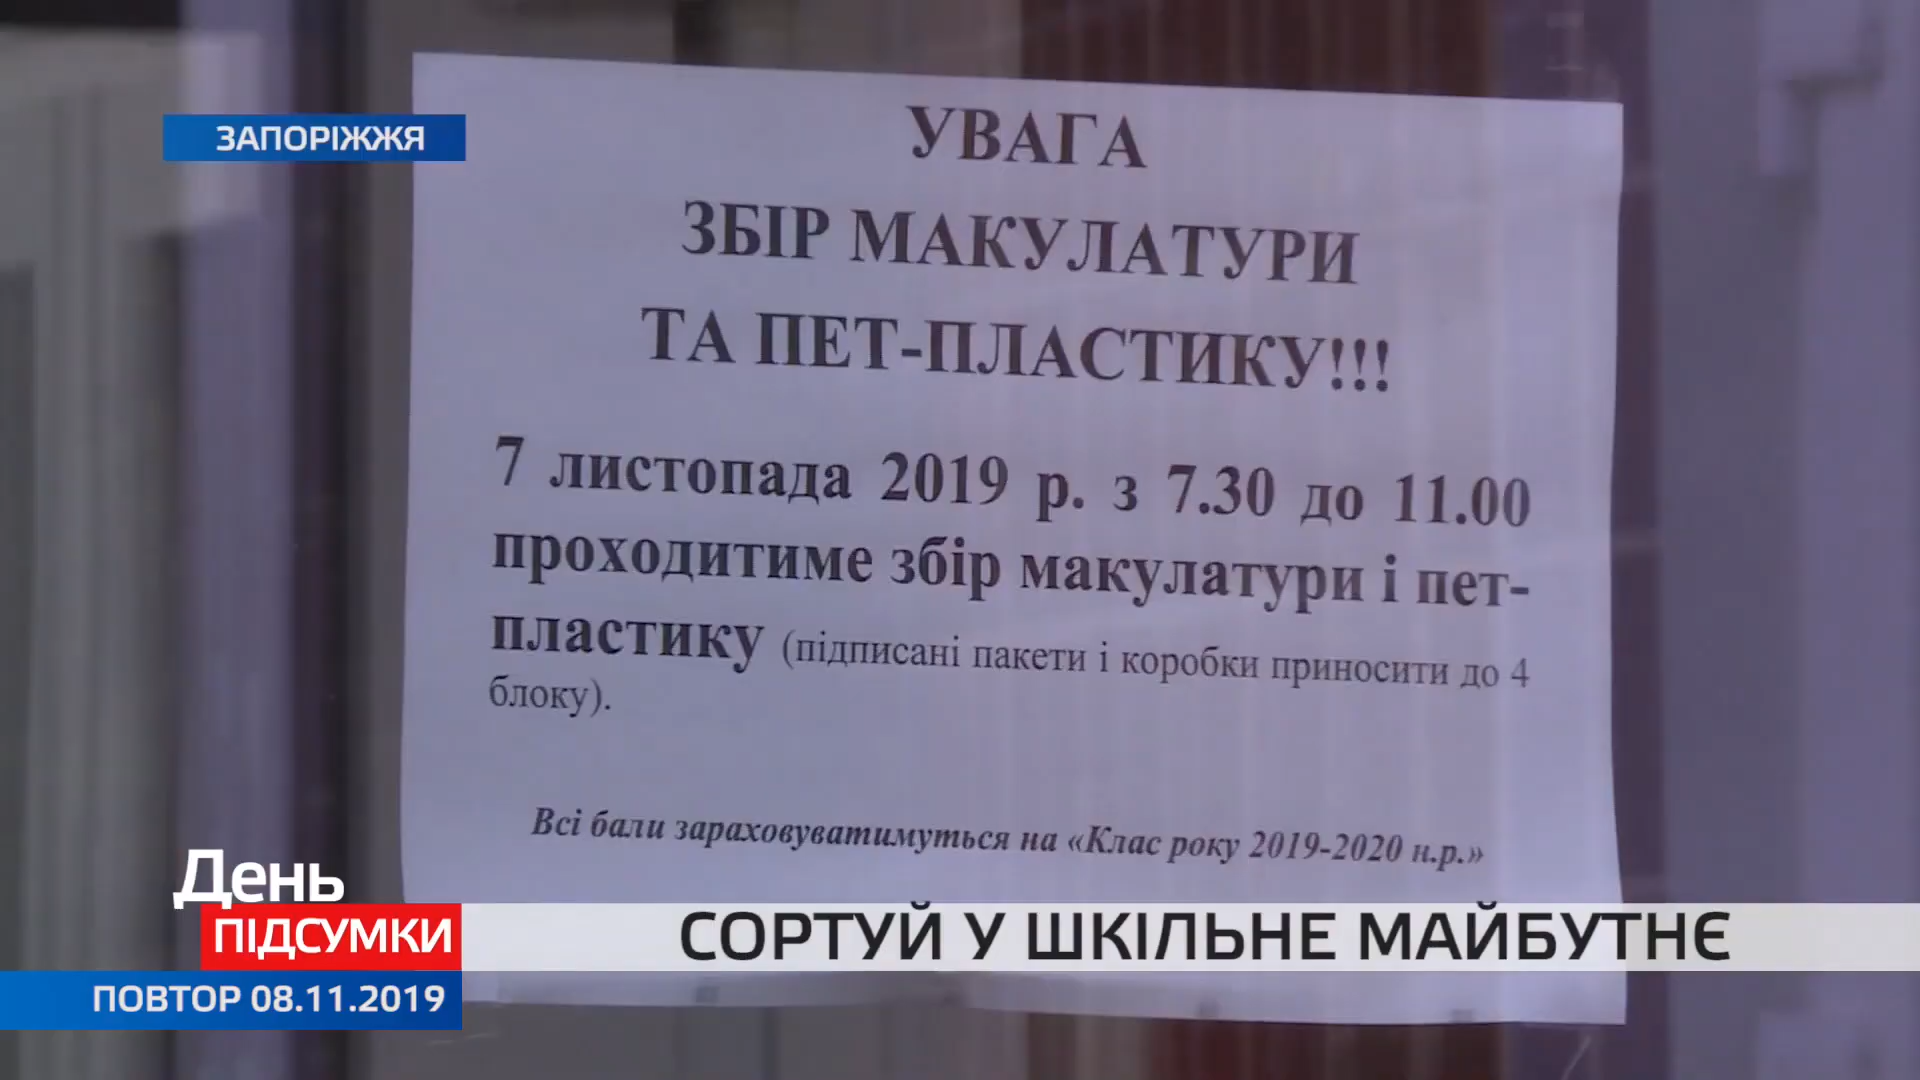 ЗАПОРІЖЖЯ
УВАГА
ЗБІР МАКУЛАТУРИ
ТА ПЕТ-ПЛАСТИКУ!!!
7 листопада 2019 р. з 7.30 до 11.00
проходитиме збір макулатури і пет-
пластику (підписані пакети і коробки приносити до 4
блоку).
Всі бали зараховуватимуться на «Клас року 2019-2020 н.р.»
День
ПІДСУМКИ
СОРТУЙ У ШКІЛЬНЕ МАЙБУТНЄ
ПОВТОР 08.11.2019